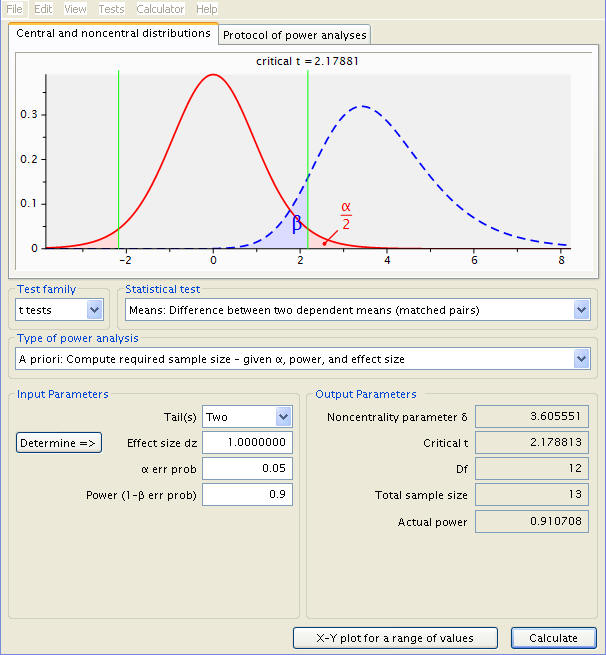 File Edit View Tests Calculator Help
Central and noncentral distributions Protocol of power analyses
critical t = 2.17881
0.3
0.2
0.1
0
β
α
2
-2 0 2 4 6 8
Test family Statistical test
t tests Means: Difference between two dependent means (matched pairs)
Type of power analysis
A priori: Compute required sample size – given α, power, and effect size
Input Parameters Output Parameters
Tail(s) Two Noncentrality parameter δ 3.605551
Determine => Effect size dz 1.0000000 Critical t 2.178813
α err prob 0.05 Df 12
Power (1-β err prob) 0.9 Total sample size 13
Actual power 0.910708
X-Y plot for a range of values Calculate